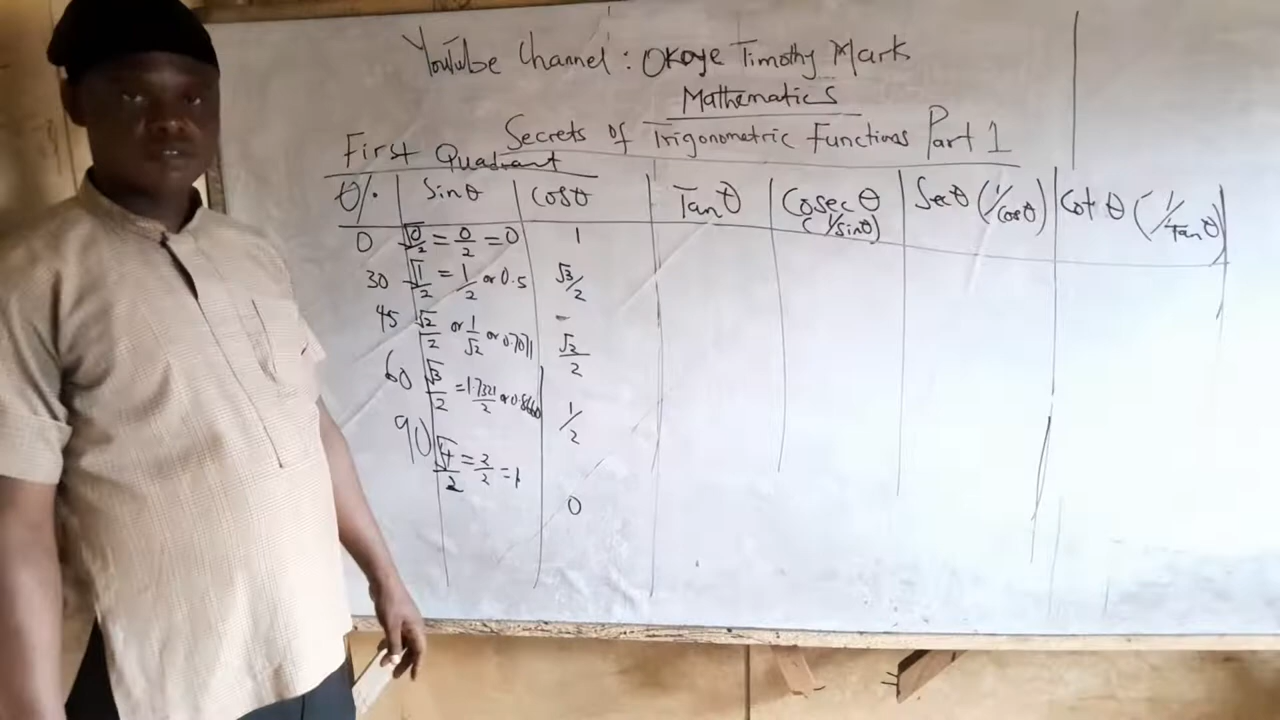 YouTube Channel : Okoye Timothy Mark
Mathematics
Secrets of Trigonometric Functions Part 1
First Quadrant
θ/. Sinθ Cosθ Tanθ Cosec θ (1/sinθ) Secθ (1/cosθ) Cot θ (1/Tanθ)
0 √0/2 = 0/2 = 0 1
30 √1/2 = 1/2 or 0.5 √3/2
45 √2/2 or 1/√2 or 0.7071 √2/2
60 √3/2 = 1.7321/2 or 0.8660 1/2
90 √4/2 = 2/2 = 1 0